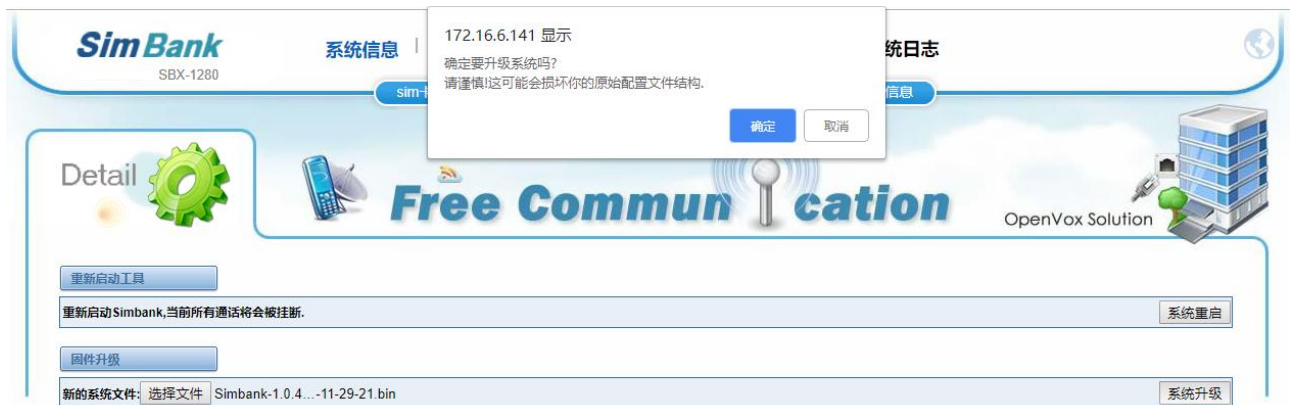 SimBank
SBX-1280
系统信息
统日志
sim卡
信息
172.16.6.141 显示
确定要升级系统吗?
请谨慎!这可能会损坏你的原始配置文件结构.
确定
取消
Detail
Free Commun cation
OpenVox Solution
重新启动工具
重新启动Simbank,当前所有通话将会被挂断.
系统重启
固件升级
新的系统文件: 选择文件 Simbank-1.0.4...-11-29-21.bin
系统升级